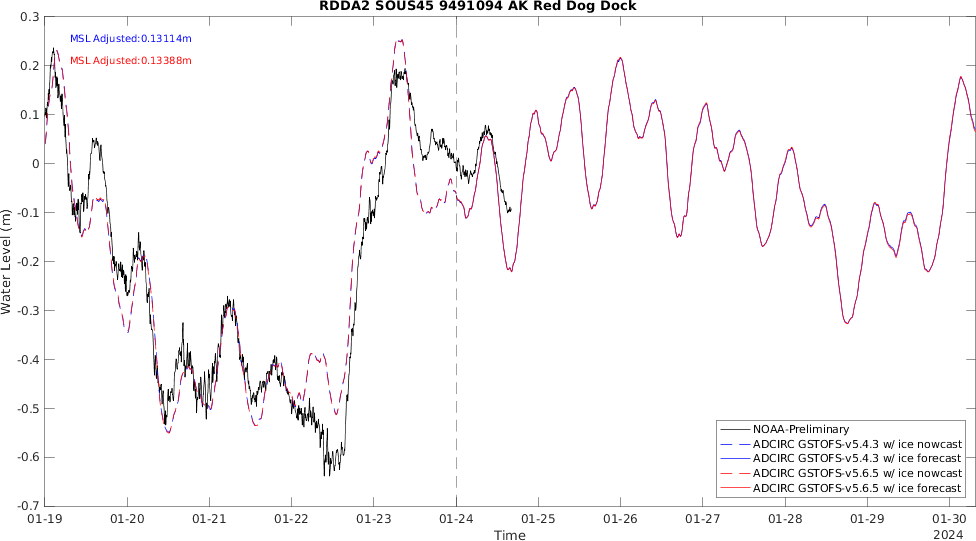 RDDA2 SOUS45 9491094 AK Red Dog Dock
MSL Adjusted:0.13114m
MSL Adjusted:0.13388m
Water Level (m)
0.3
0.2
0.1
0
-0.1
-0.2
-0.3
-0.4
-0.5
-0.6
-0.7
NOAA-Preliminary
ADCIRC GSTOFS-v5.4.3 w/ ice nowcast
ADCIRC GSTOFS-v5.4.3 w/ ice forecast
ADCIRC GSTOFS-v5.6.5 w/ ice nowcast
ADCIRC GSTOFS-v5.6.5 w/ ice forecast
01-19 01-20 01-21 01-22 01-23 01-24 01-25 01-26 01-27 01-28 01-29 01-30
Time
2024